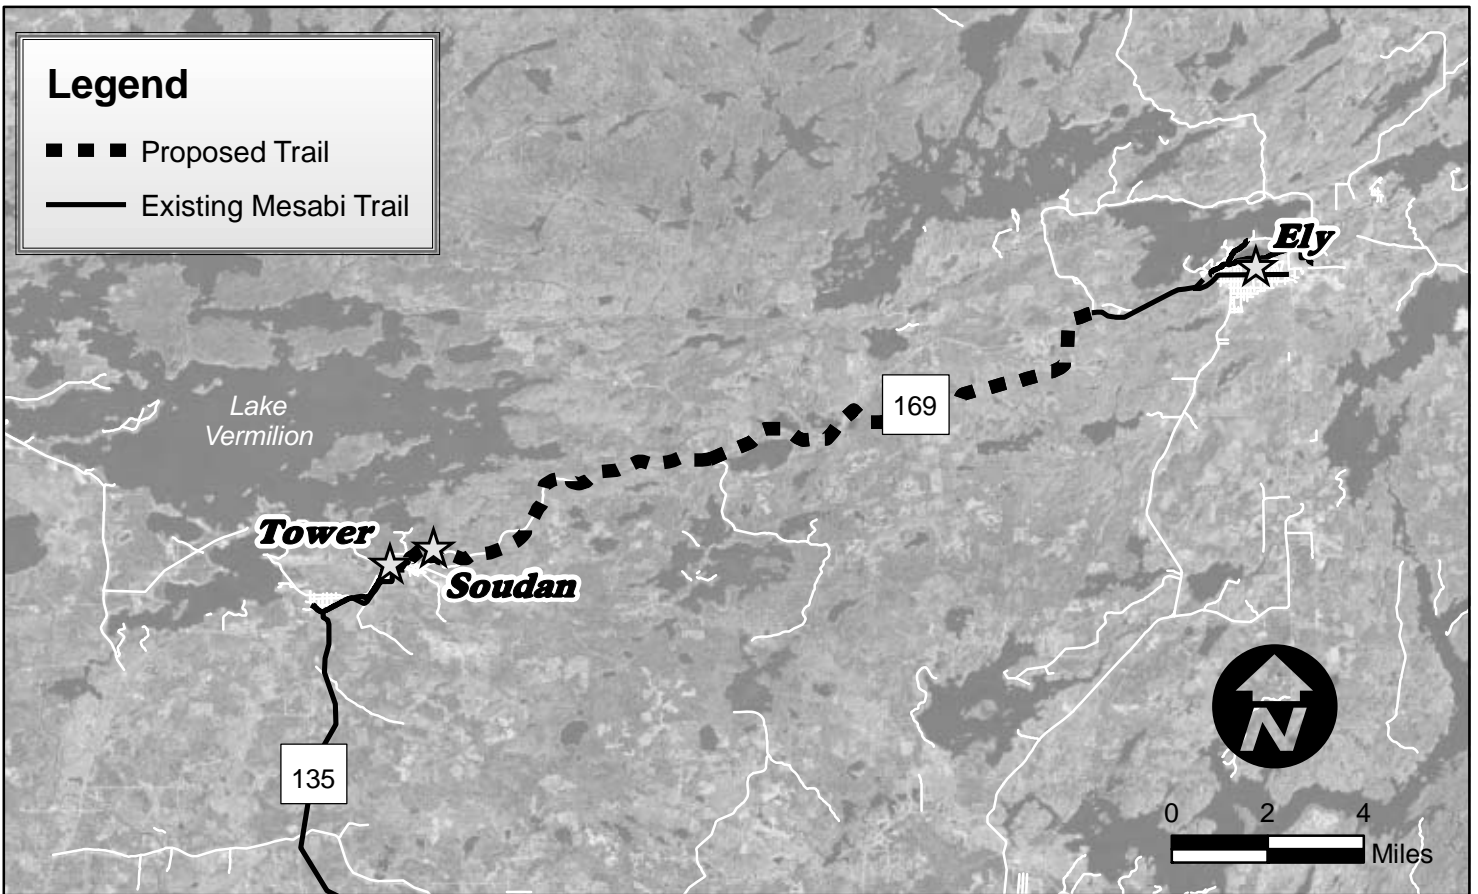 Legend
Proposed Trail
Existing Mesabi Trail
Ely
169
Lake
Vermilion
Tower
Soudan
N
135
0 2 4
Miles